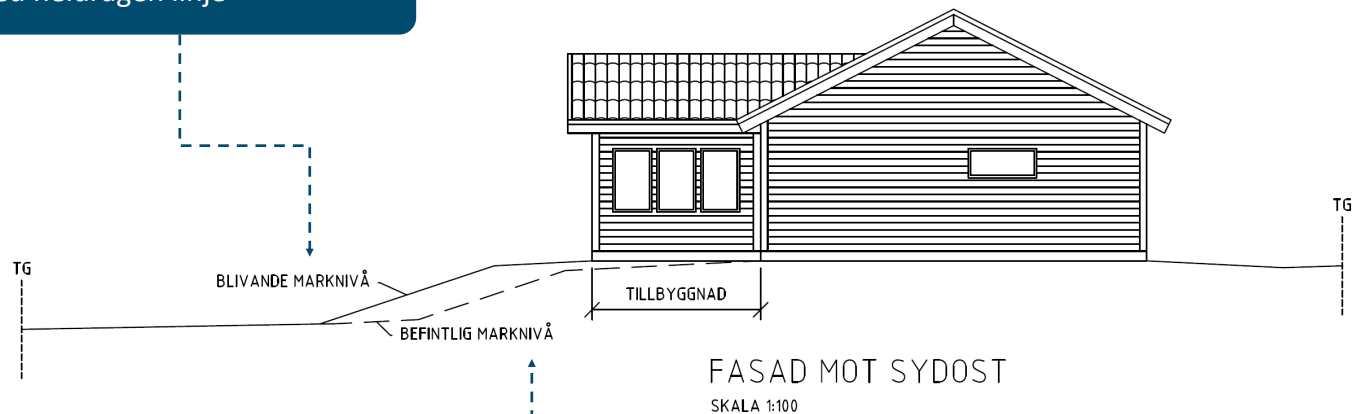 TG
TG
BLIVANDE MARKNIVÅ
TILLBYGGNAD
BEFINTLIG MARKNIVÅ
FASAD MOT SYDOST
SKALA 1:100